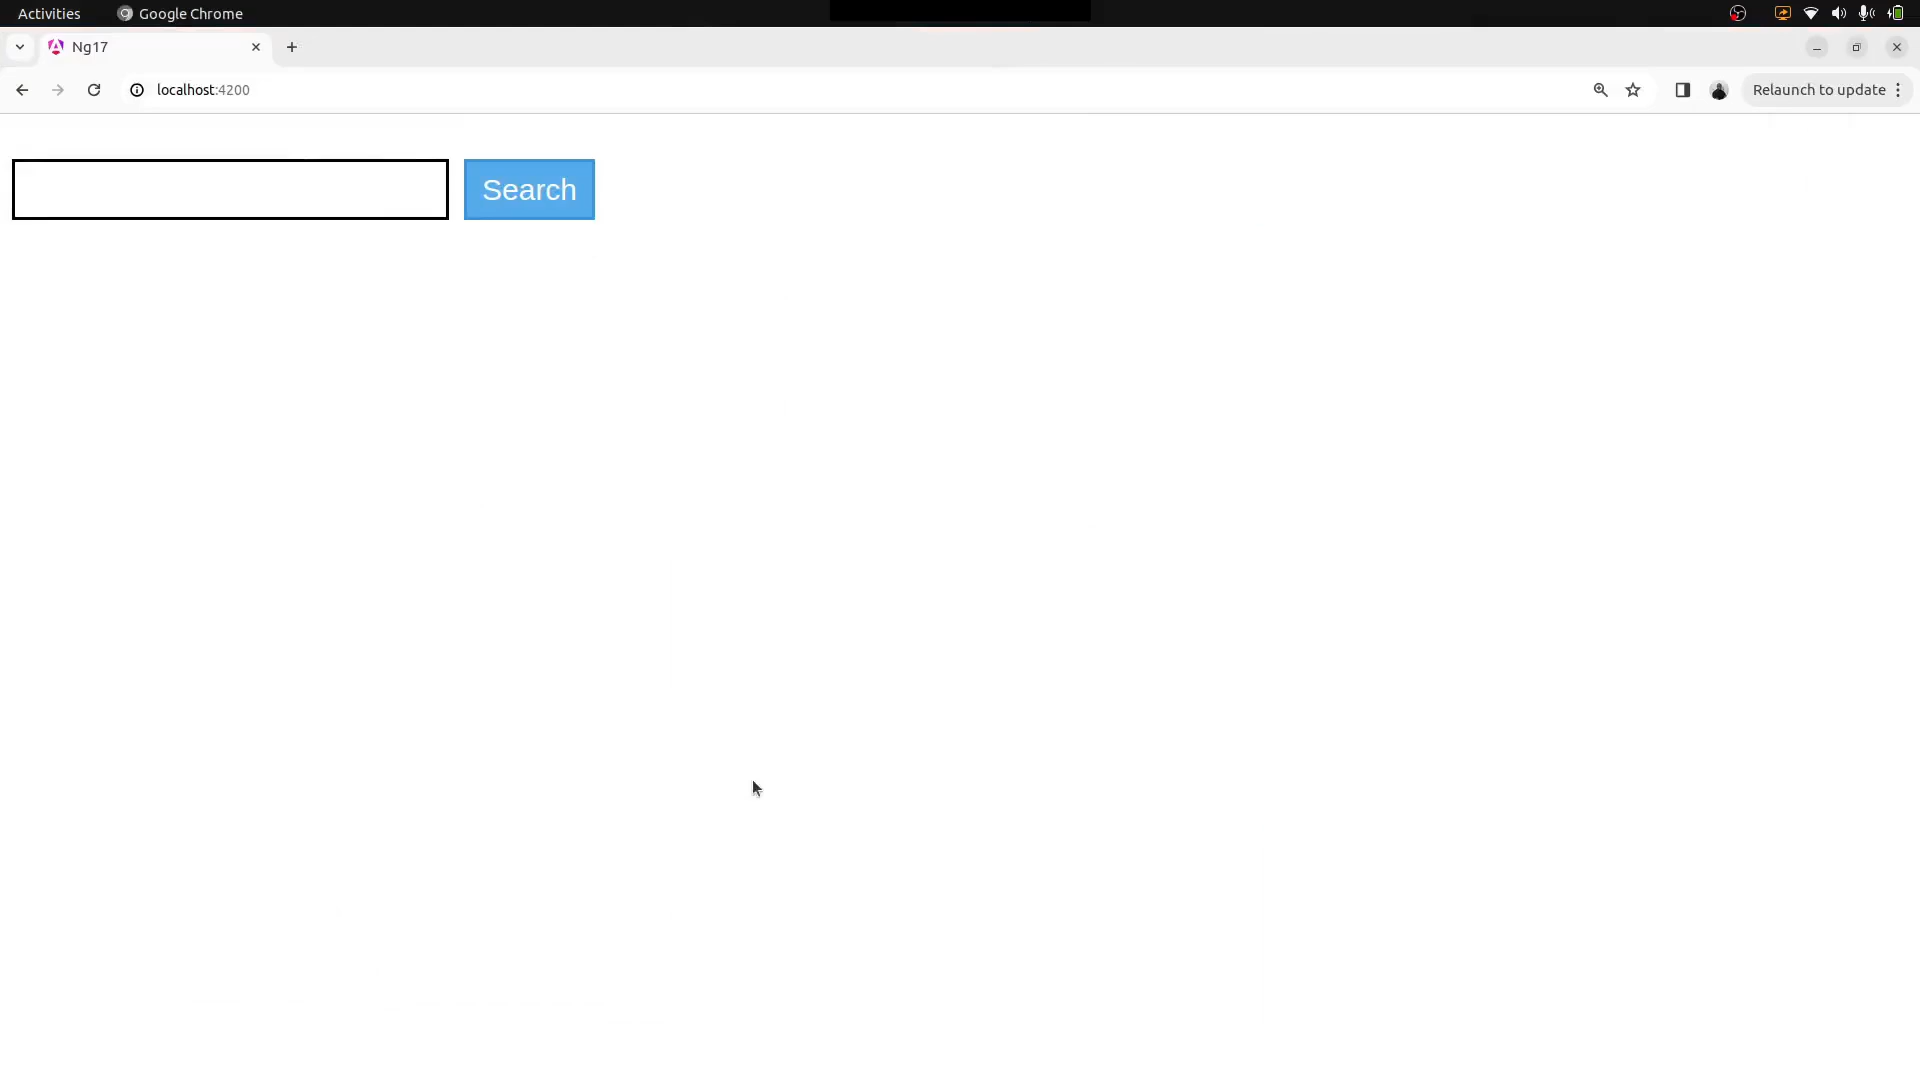 Activities
Google Chrome
Ng17
localhost:4200
Relaunch to update
Search